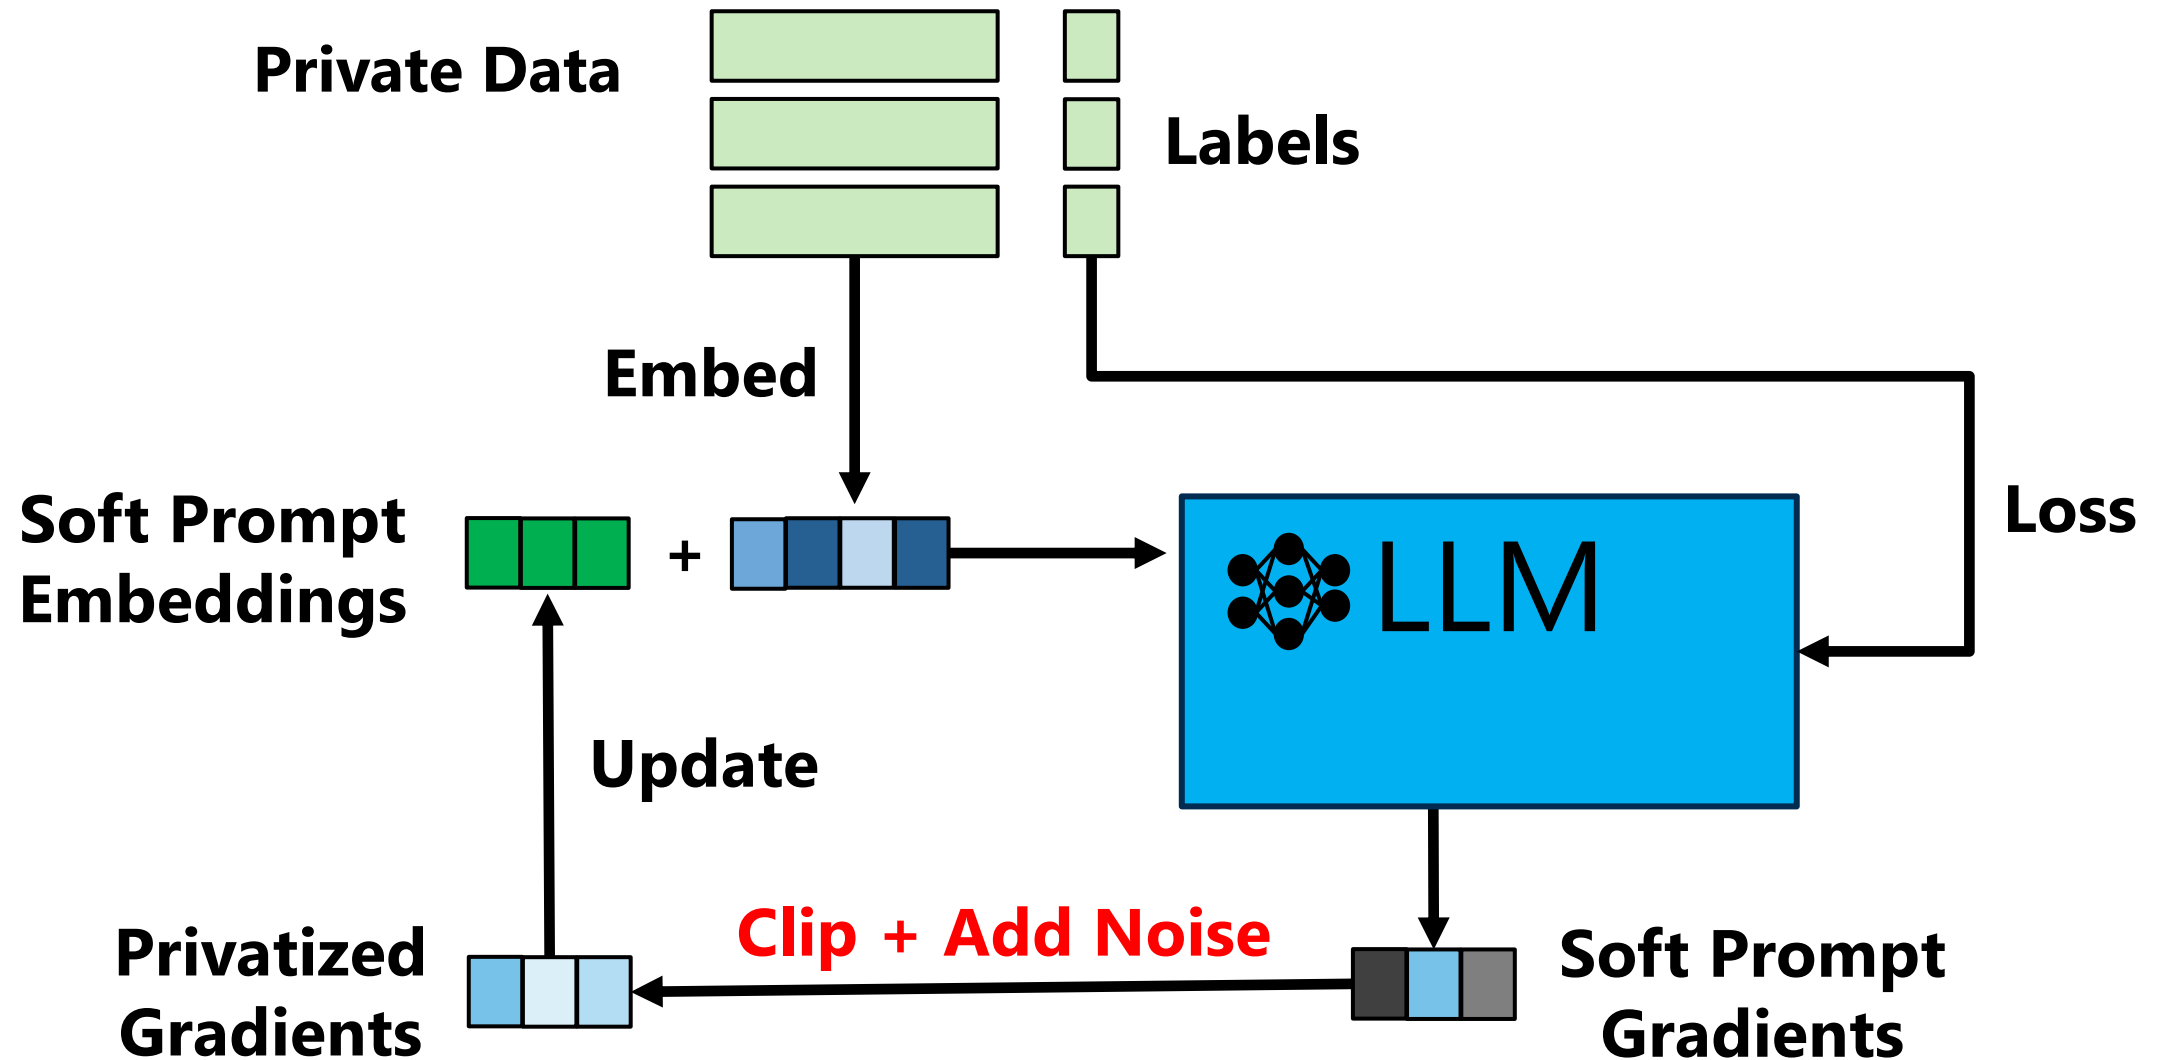 Private Data
Labels
Embed
Soft Prompt
Embeddings
+
LLM
Loss
Update
Clip + Add Noise
Privatized
Gradients
Soft Prompt
Gradients